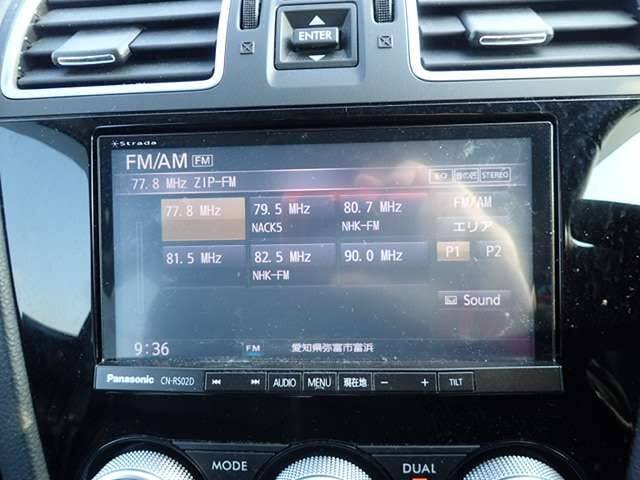 ENTER
Strada
FM/AM FM
77.8 MHz ZIP-FM
STEREO
77.8 MHz 79.5 MHz 80.7 MHz FM/AM
NACK5 NHK-FM エリア
81.5 MHz 82.5 MHz 90.0 MHz P1 P2
NHK-FM
Sound
9:36 FM 愛知県弥富市富浜
Panasonic CN-RS02D AUDIO MENU 現在地 − + TILT
MODE DUAL